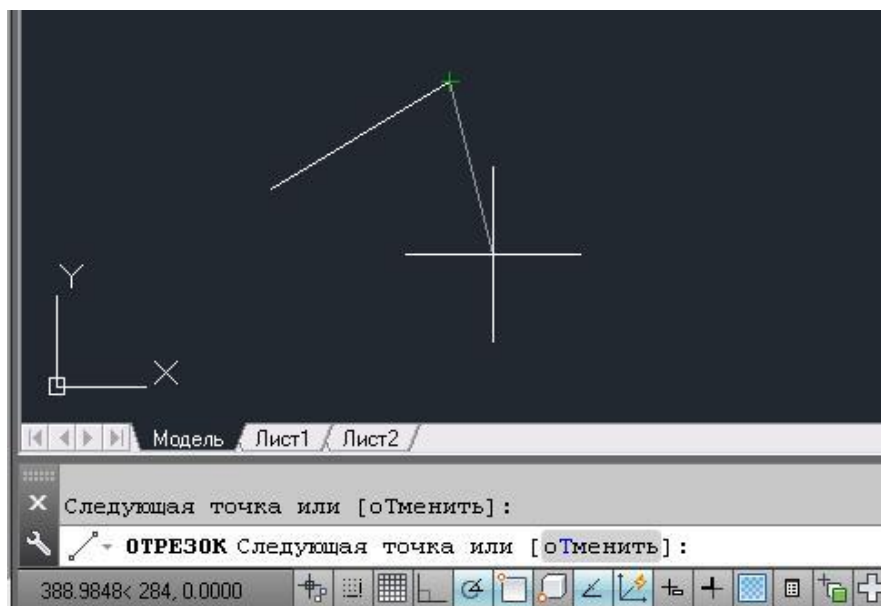 Y
X
Модель Лист1 Лист2
Следующая точка или [оТменить]:
ОТРЕЗОК Следующая точка или [оТменить]:
388.9848< 284, 0.0000